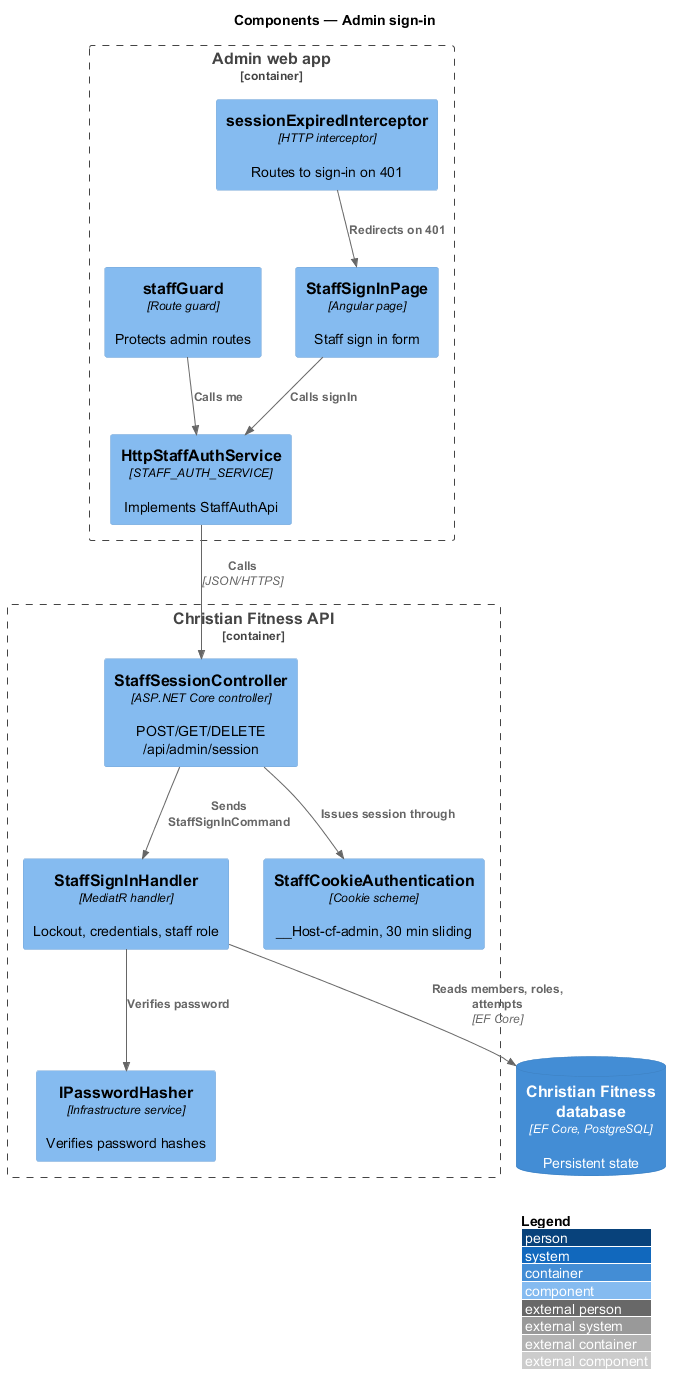 Components — Admin sign-in
Admin web app
[container]
sessionExpiredInterceptor
[HTTP interceptor]
Routes to sign-in on 401
Redirects on 401
staffGuard
[Route guard]
Protects admin routes
StaffSignInPage
[Angular page]
Staff sign in form
Calls me
Calls signIn
HttpStaffAuthService
[STAFF_AUTH_SERVICE]
Implements StaffAuthApi
Calls
[JSON/HTTPS]
Christian Fitness API
[container]
StaffSessionController
[ASP.NET Core controller]
POST/GET/DELETE
/api/admin/session
Sends
StaffSignInCommand
Issues session through
StaffSignInHandler
[MediatR handler]
Lockout, credentials, staff role
StaffCookieAuthentication
[Cookie scheme]
__Host-cf-admin, 30 min sliding
Verifies password
Reads members, roles,
attempts
[EF Core]
IPasswordHasher
[Infrastructure service]
Verifies password hashes
Christian Fitness
database
[EF Core, PostgreSQL]
Persistent state
Legend
person
system
container
component
external person
external system
external container
external component